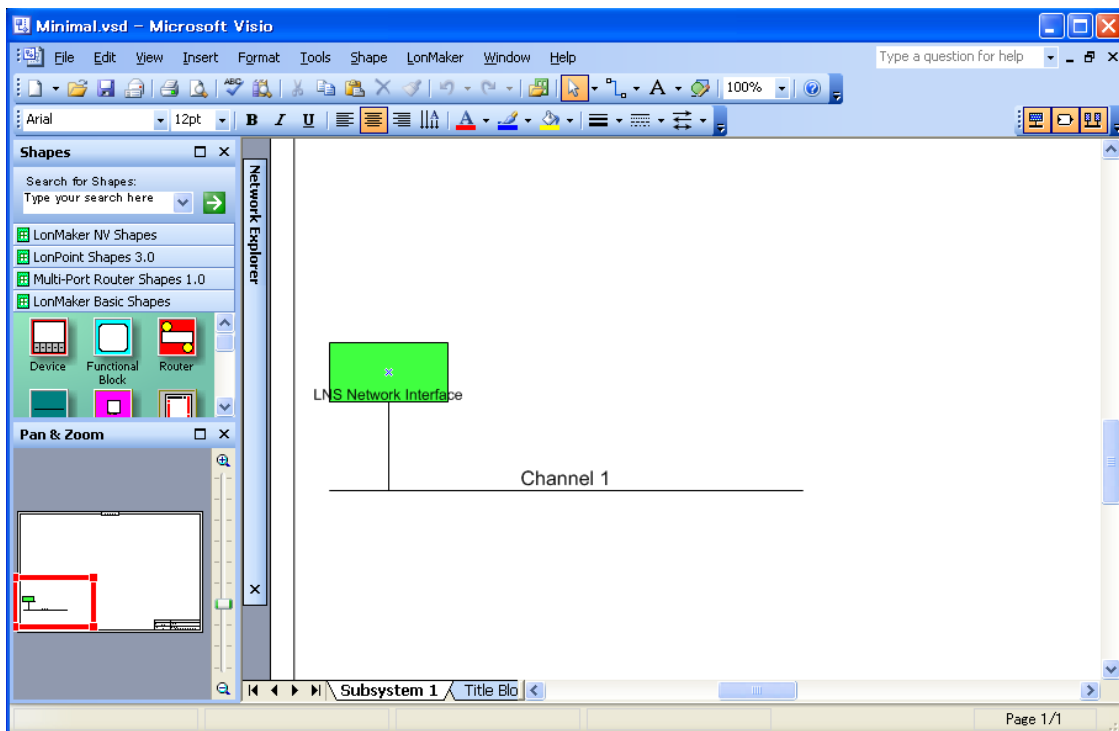 Minimal.vsd - Microsoft Visio
File Edit View Insert Format Tools Shape LonMaker Window Help Type a question for help
ABC A 100%
Arial 12pt B I U A
Shapes
Search for Shapes:
Type your search here
LonMaker NV Shapes
LonPoint Shapes 3.0
Multi-Port Router Shapes 1.0
LonMaker Basic Shapes
Device Functional Block Router
Pan & Zoom
Network Explorer
LNS Network Interface
Channel 1
Subsystem 1 Title Blo
Page 1/1